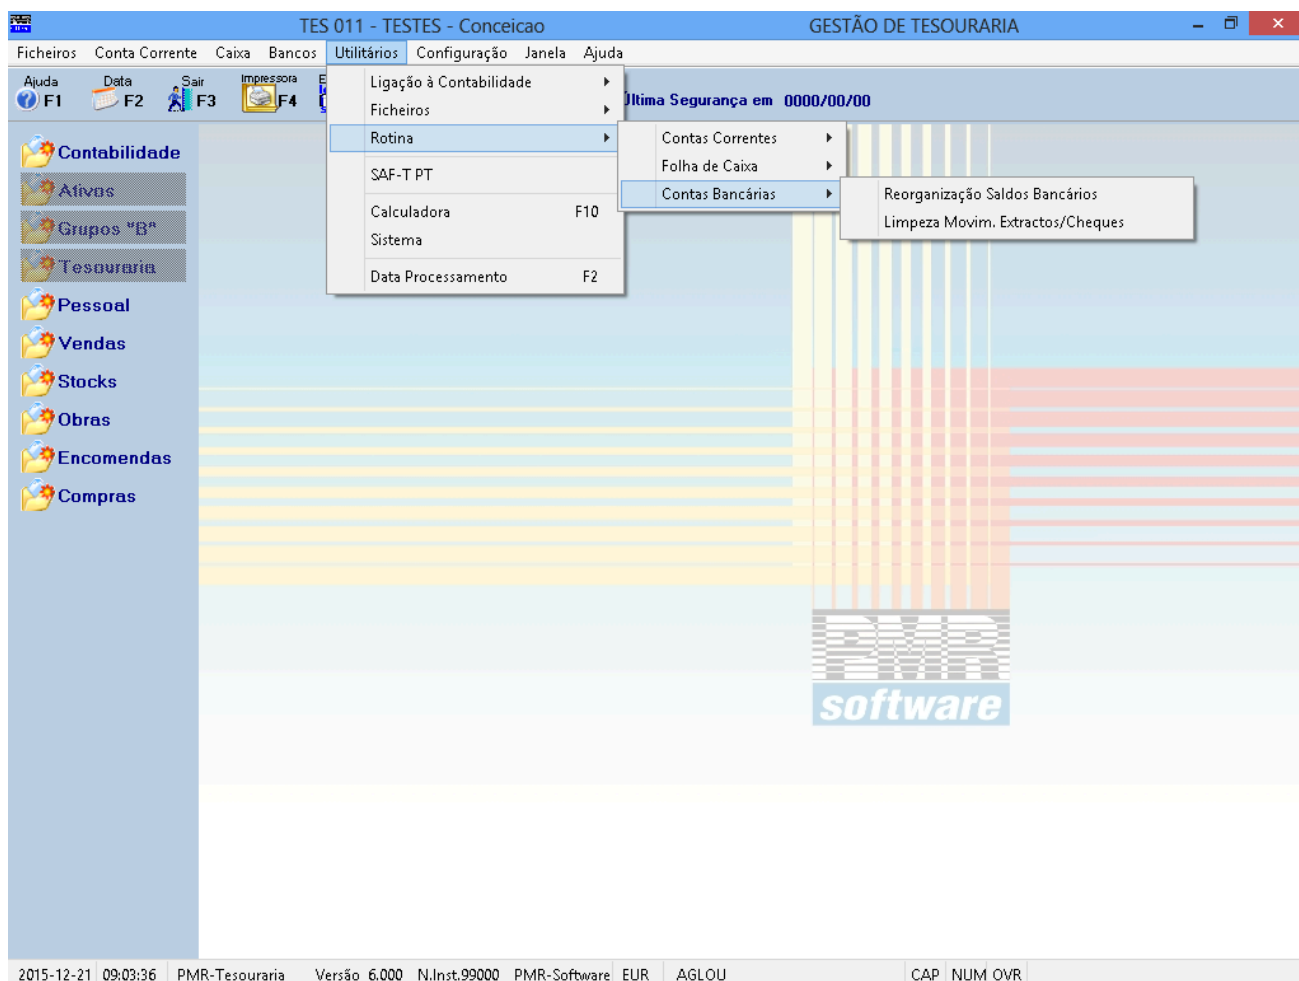 TES 011 - TESTES - Conceicao GESTÃO DE TESOURARIA
Ficheiros Conta Corrente Caixa Bancos Utilitários Configuração Janela Ajuda
Ajuda Data Sair Impressora
F1 F2 F3 F4
Última Segurança em 0000/00/00
Ligação à Contabilidade
Ficheiros
Rotina
SAF-T PT
Calculadora F10
Sistema
Data Processamento F2
Contas Correntes
Folha de Caixa
Contas Bancárias
Reorganização Saldos Bancários
Limpeza Movim. Extractos/Cheques
Contabilidade
Ativos
Grupos "B"
Tesouraria
Pessoal
Vendas
Stocks
Obras
Encomendas
Compras
PMR
software
2015-12-21 09:03:36 PMR-Tesouraria Versão 6.000 N.Inst.99000 PMR-Software EUR AGLOU CAP NUM OVR